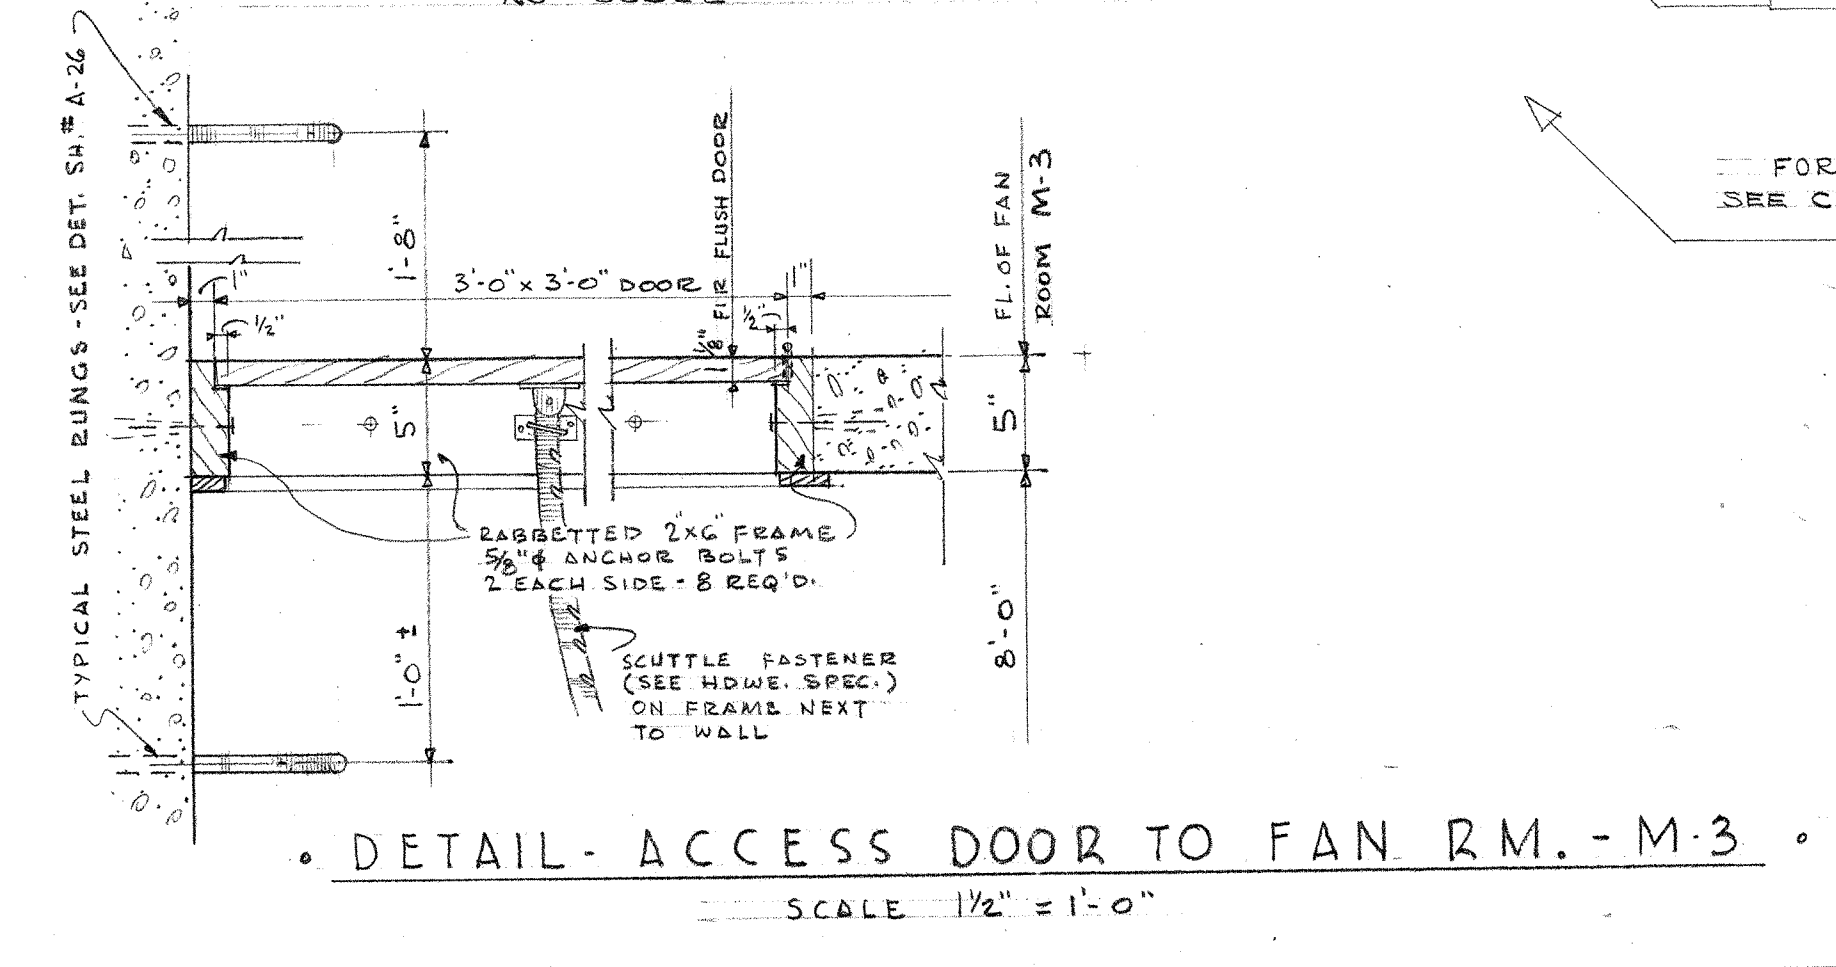 TYPICAL STEEL RUNGS - SEE DET. SH.# A-26
1'-8"
1 1/8" FIR FLUSH DOOR
FL. OF FAN
ROOM M-3
FOR
SEE C
1"
3'-0" x 3'-0" DOOR
1"
1/2"
1/2"
5"
5"
RABBETTED 2"x6" FRAME
5/8"φ ANCHOR BOLTS
2 EACH SIDE - 8 REQ'D.
1'-0" ±
8'-0"
SCUTTLE FASTENER
(SEE HDWE. SPEC.)
ON FRAME NEXT
TO WALL
• DETAIL - ACCESS DOOR TO FAN RM. - M-3 •
SCALE 1 1/2" = 1'-0"